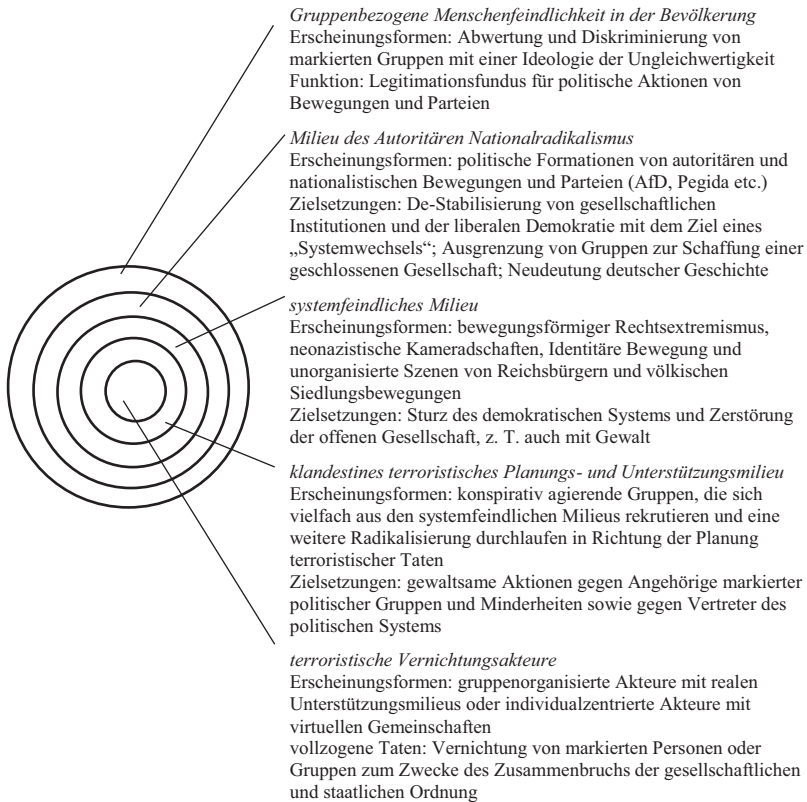 Gruppenbezogene Menschenfeindlichkeit in der Bevölkerung
Erscheinungsformen: Abwertung und Diskriminierung von
markierten Gruppen mit einer Ideologie der Ungleichwertigkeit
Funktion: Legitimationsfundus für politische Aktionen von
Bewegungen und Parteien
Milieu des Autoritären Nationalradikalismus
Erscheinungsformen: politische Formationen von autoritären und
nationalistischen Bewegungen und Parteien (AfD, Pegida etc.)
Zielsetzungen: De-Stabilisierung von gesellschaftlichen
Institutionen und der liberalen Demokratie mit dem Ziel eines
„Systemwechsels“; Ausgrenzung von Gruppen zur Schaffung einer
geschlossenen Gesellschaft; Neudeutung deutscher Geschichte
systemfeindliches Milieu
Erscheinungsformen: bewegungsförmiger Rechtsextremismus,
neonazistische Kameradschaften, Identitäre Bewegung und
unorganisierte Szenen von Reichsbürgern und völkischen
Siedlungsbewegungen
Zielsetzungen: Sturz des demokratischen Systems und Zerstörung
der offenen Gesellschaft, z. T. auch mit Gewalt
klandestines terroristisches Planungs- und Unterstützungsmilieu
Erscheinungsformen: konspirativ agierende Gruppen, die sich
vielfach aus den systemfeindlichen Milieus rekrutieren und eine
weitere Radikalisierung durchlaufen in Richtung der Planung
terroristischer Taten
Zielsetzungen: gewaltsame Aktionen gegen Angehörige markierter
politischer Gruppen und Minderheiten sowie gegen Vertreter des
politischen Systems
terroristische Vernichtungsakteure
Erscheinungsformen: gruppenorganisierte Akteure mit realen
Unterstützungsmilieus oder individualzentrierte Akteure mit
virtuellen Gemeinschaften
vollzogene Taten: Vernichtung von markierten Personen oder
Gruppen zum Zwecke des Zusammenbruchs der gesellschaftlichen
und staatlichen Ordnung